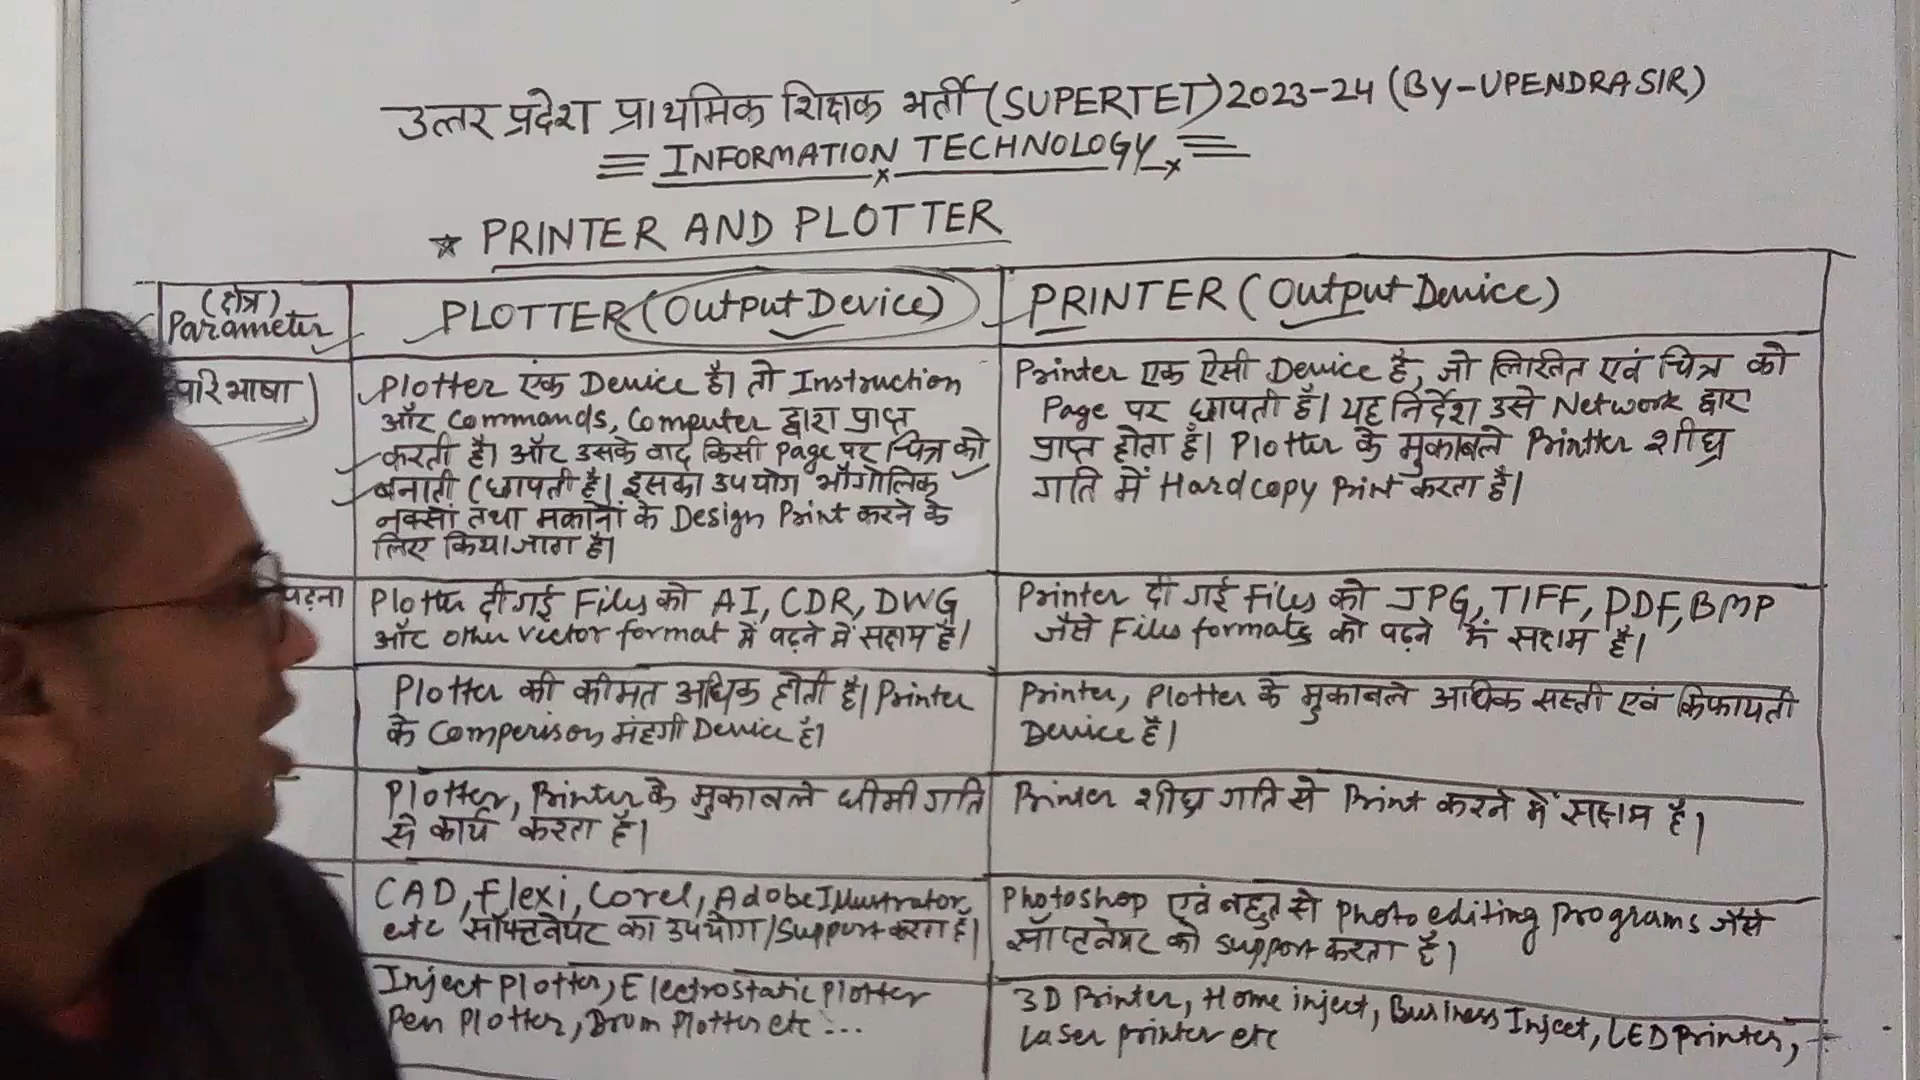 उत्तर प्रदेश प्राथमिक शिक्षक भर्ती (SUPERTET) 2023-24 (BY-UPENDRA SIR)
INFORMATION TECHNOLOGY
PRINTER AND PLOTTER
(क्षेत्र)
Parameter
PLOTTER (Output Device)
PRINTER (Output Device)
परिभाषा
Plotter एक Device है। तो Instruction
और Commands, Computer द्वारा प्राप्त
करती है। और उसके बाद किसी Page पर चित्र को
बनाती (छापती है। इसका उपयोग भौगोलिक
नक्सों तथा मकानों के Design Print करने के
लिए किया जाता है।
Printer एक ऐसी Device है, जो लिखित एवं चित्र को
Page पर छापती है। यह निर्देश उसे Network द्वारा
प्राप्त होता है। Plotter के मुकाबले Printter शीघ्र
गति में Hardcopy Print करता है।
पढ़ना
Plotter दी गई Files को AI, CDR, DWG
और other vector format में पढ़ने में सक्षम है।
Printer दी गई Files को JPG, TIFF, PDF, BMP
जैसे Files formats को पढ़ने में सक्षम है।
Plotter की कीमत अधिक होती है। Printer
के Comperison मंहगी Device है।
Printer, Plotter के मुकाबले अधिक सस्ती एवं किफायती
Device है।
Plotter, Printer के मुकाबले धीमी गति
से कार्य करता है।
Printer शीघ्र गति से Print करने में सक्षम है।
CAD, Flexi, Corel, Adobe Illustrator,
etc सॉफ्टवेयर का उपयोग/Support करता है।
Photoshop एवं बहुत से Photo editing Programs जैसे
सॉफ्टवेयर को Support करता है।
Inject Plotter, Electrostatic Plotter
Pen Plotter, Drum Plotter etc ...
3D Printer, Home inject, Business Inject, LED Printer,
Laser printer etc